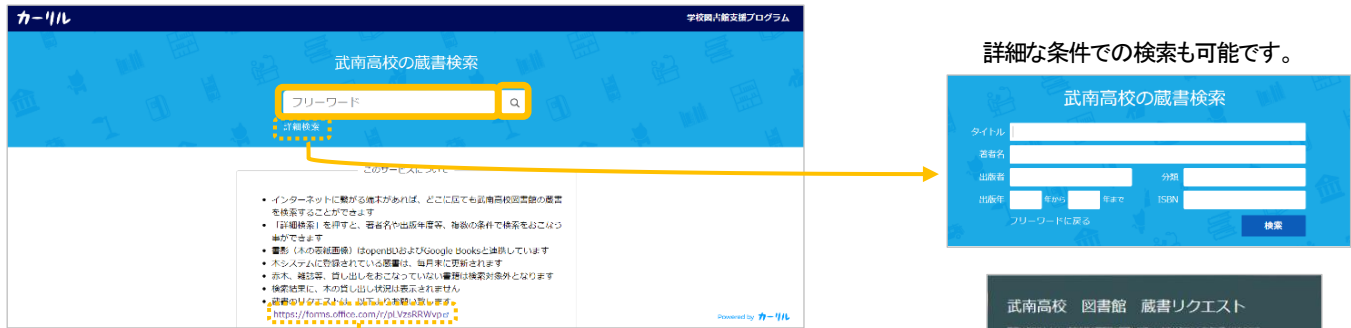 カーリル
学校図書館支援プログラム
武南高校の蔵書検索
フリーワード
詳細検索
このサービスについて
• インターネットに繋がる端末があれば、どこに居ても武南高校図書館の蔵書
を検索することができます
• 「詳細検索」を押すと、著者名や出版年度等、複数の条件で検索をおこなう
事ができます
• 書影（本の表紙画像）はopenBDおよびGoogle Booksと連携しています
• 本システムに登録されている蔵書は、毎月末に更新されます
• 赤本、雑誌等、貸し出しをおこなっていない書籍は検索対象外となります
• 検索結果に、本の貸し出し状況は表示されません
• 蔵書のリクエストは、以下よりお願い致します
https://forms.office.com/r/pLVzsRRWvp
Powered by カーリル
詳細な条件での検索も可能です。
武南高校の蔵書検索
タイトル
著者名
出版者 分類
出版年 年から 年まで ISBN
フリーワードに戻る 検索
武南高校 図書館 蔵書リクエスト